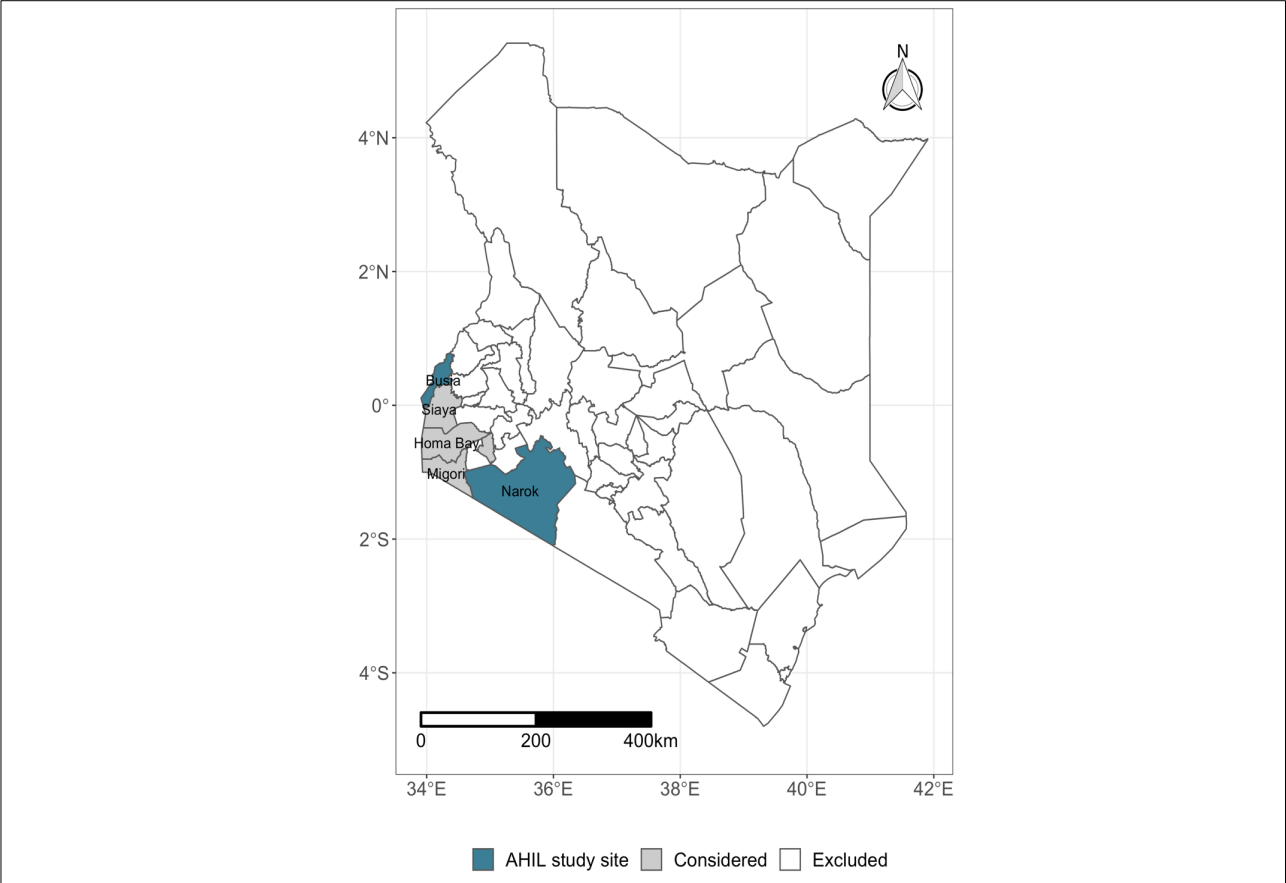 N
4°N
2°N
0°
2°S
4°S
Busia
Siaya
Homa Bay
Migori
Narok
0 200 400km
34°E 36°E 38°E 40°E 42°E
AHIL study site Considered Excluded